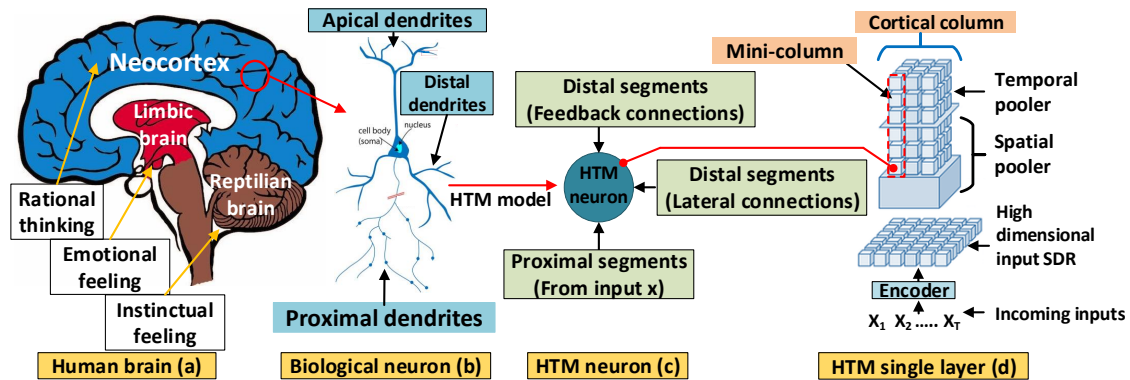 Neocortex
Limbic
brain
Reptilian
brain
Rational
thinking
Emotional
feeling
Instinctual
feeling
Human brain (a)
Apical dendrites
Distal
dendrites
nucleus
cell body
(soma)
Proximal dendrites
Biological neuron (b)
HTM model
Distal segments
(Feedback connections)
HTM
neuron
Distal segments
(Lateral connections)
Proximal segments
(From input x)
HTM neuron (c)
Cortical column
Mini-column
Temporal
pooler
Spatial
pooler
High
dimensional
input SDR
Encoder
X1 X2 ..... XT
Incoming inputs
HTM single layer (d)